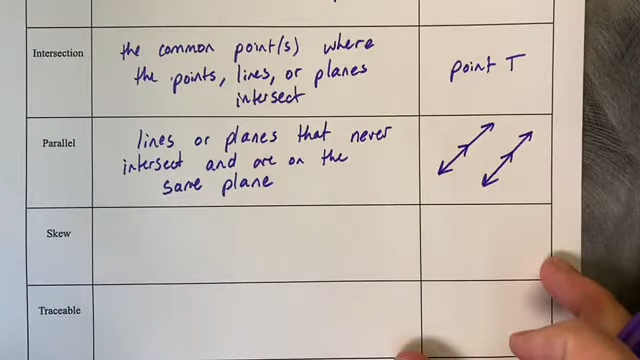 Intersection
the common point(s) where
the points, lines, or planes
intersect
point T
Parallel
lines or planes that never
intersect and are on the
same plane
Skew
Traceable